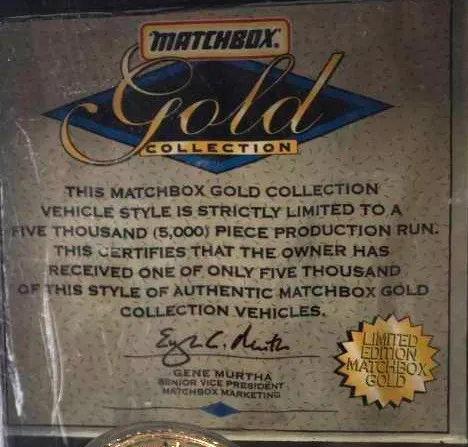 MATCHBOX
Gold
COLLECTION
THIS MATCHBOX GOLD COLLECTION
VEHICLE STYLE IS STRICTLY LIMITED TO A
FIVE THOUSAND (5,000) PIECE PRODUCTION RUN.
THIS CERTIFIES THAT THE OWNER HAS
RECEIVED ONE OF ONLY FIVE THOUSAND
OF THIS STYLE OF AUTHENTIC MATCHBOX GOLD
COLLECTION VEHICLES.
GENE MURTHA
SENIOR VICE PRESIDENT
MATCHBOX MARKETING
LIMITED
EDITION
MATCHBOX
GOLD